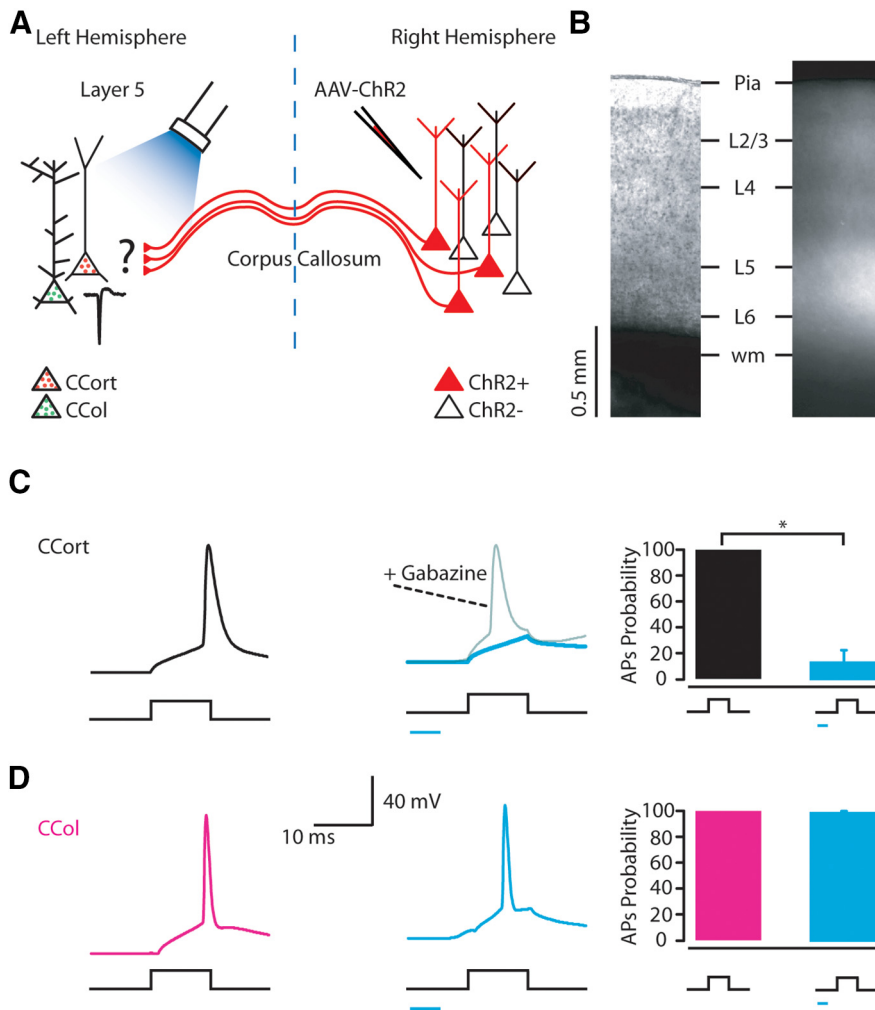 A
Left Hemisphere
Right Hemisphere
Layer 5
AAV-ChR2
?
Corpus Callosum
CCort
CCol
ChR2+
ChR2-
B
Pia
L2/3
L4
L5
L6
wm
0.5 mm
C
CCort
+ Gabazine
*
APs Probability
100
80
60
40
20
0
D
CCol
40 mV
10 ms
APs Probability
100
80
60
40
20
0